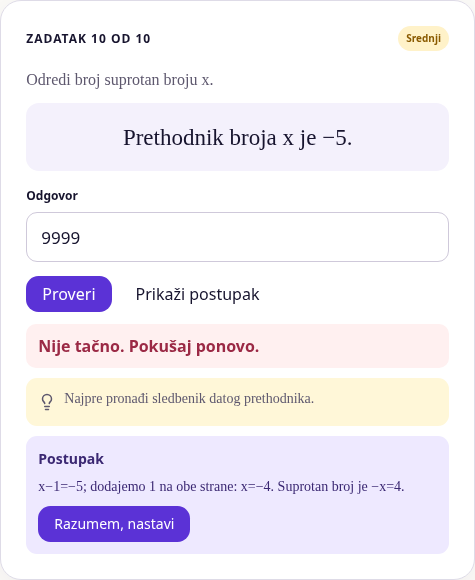 ZADATAK 10 OD 10
Srednji
Odredi broj suprotan broju x.
Prethodnik broja x je −5.
Odgovor
9999
Proveri
Prikaži postupak
Nije tačno. Pokušaj ponovo.
Najpre pronađi sledbenik datog prethodnika.
Postupak
x−1=−5; dodajemo 1 na obe strane: x=−4. Suprotan broj je −x=4.
Razumem, nastavi